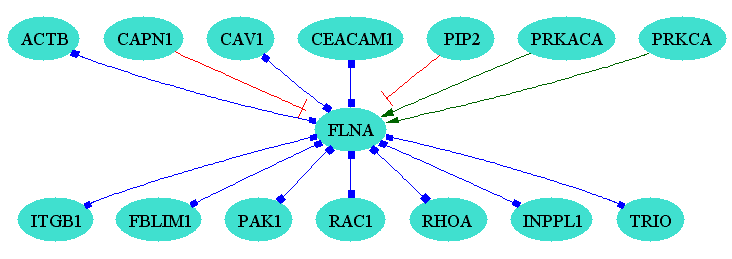 ACTB CAPN1 CAV1 CEACAM1 PIP2 PRKACA PRKCA
FLNA
ITGB1 FBLIM1 PAK1 RAC1 RHOA INPPL1 TRIO